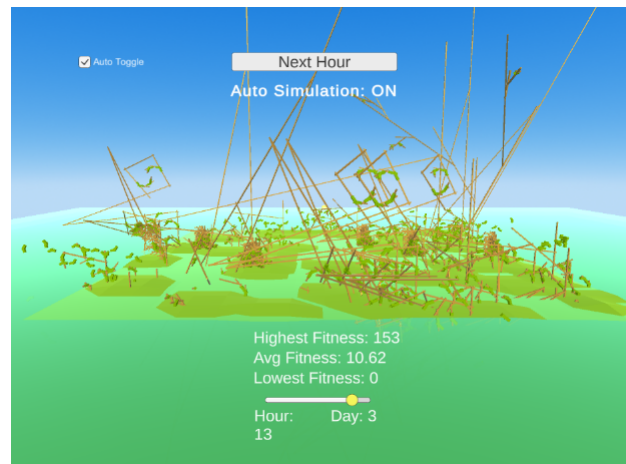 Auto Toggle
Next Hour
Auto Simulation: ON
Highest Fitness: 153
Avg Fitness: 10.62
Lowest Fitness: 0
Hour: Day: 3
13